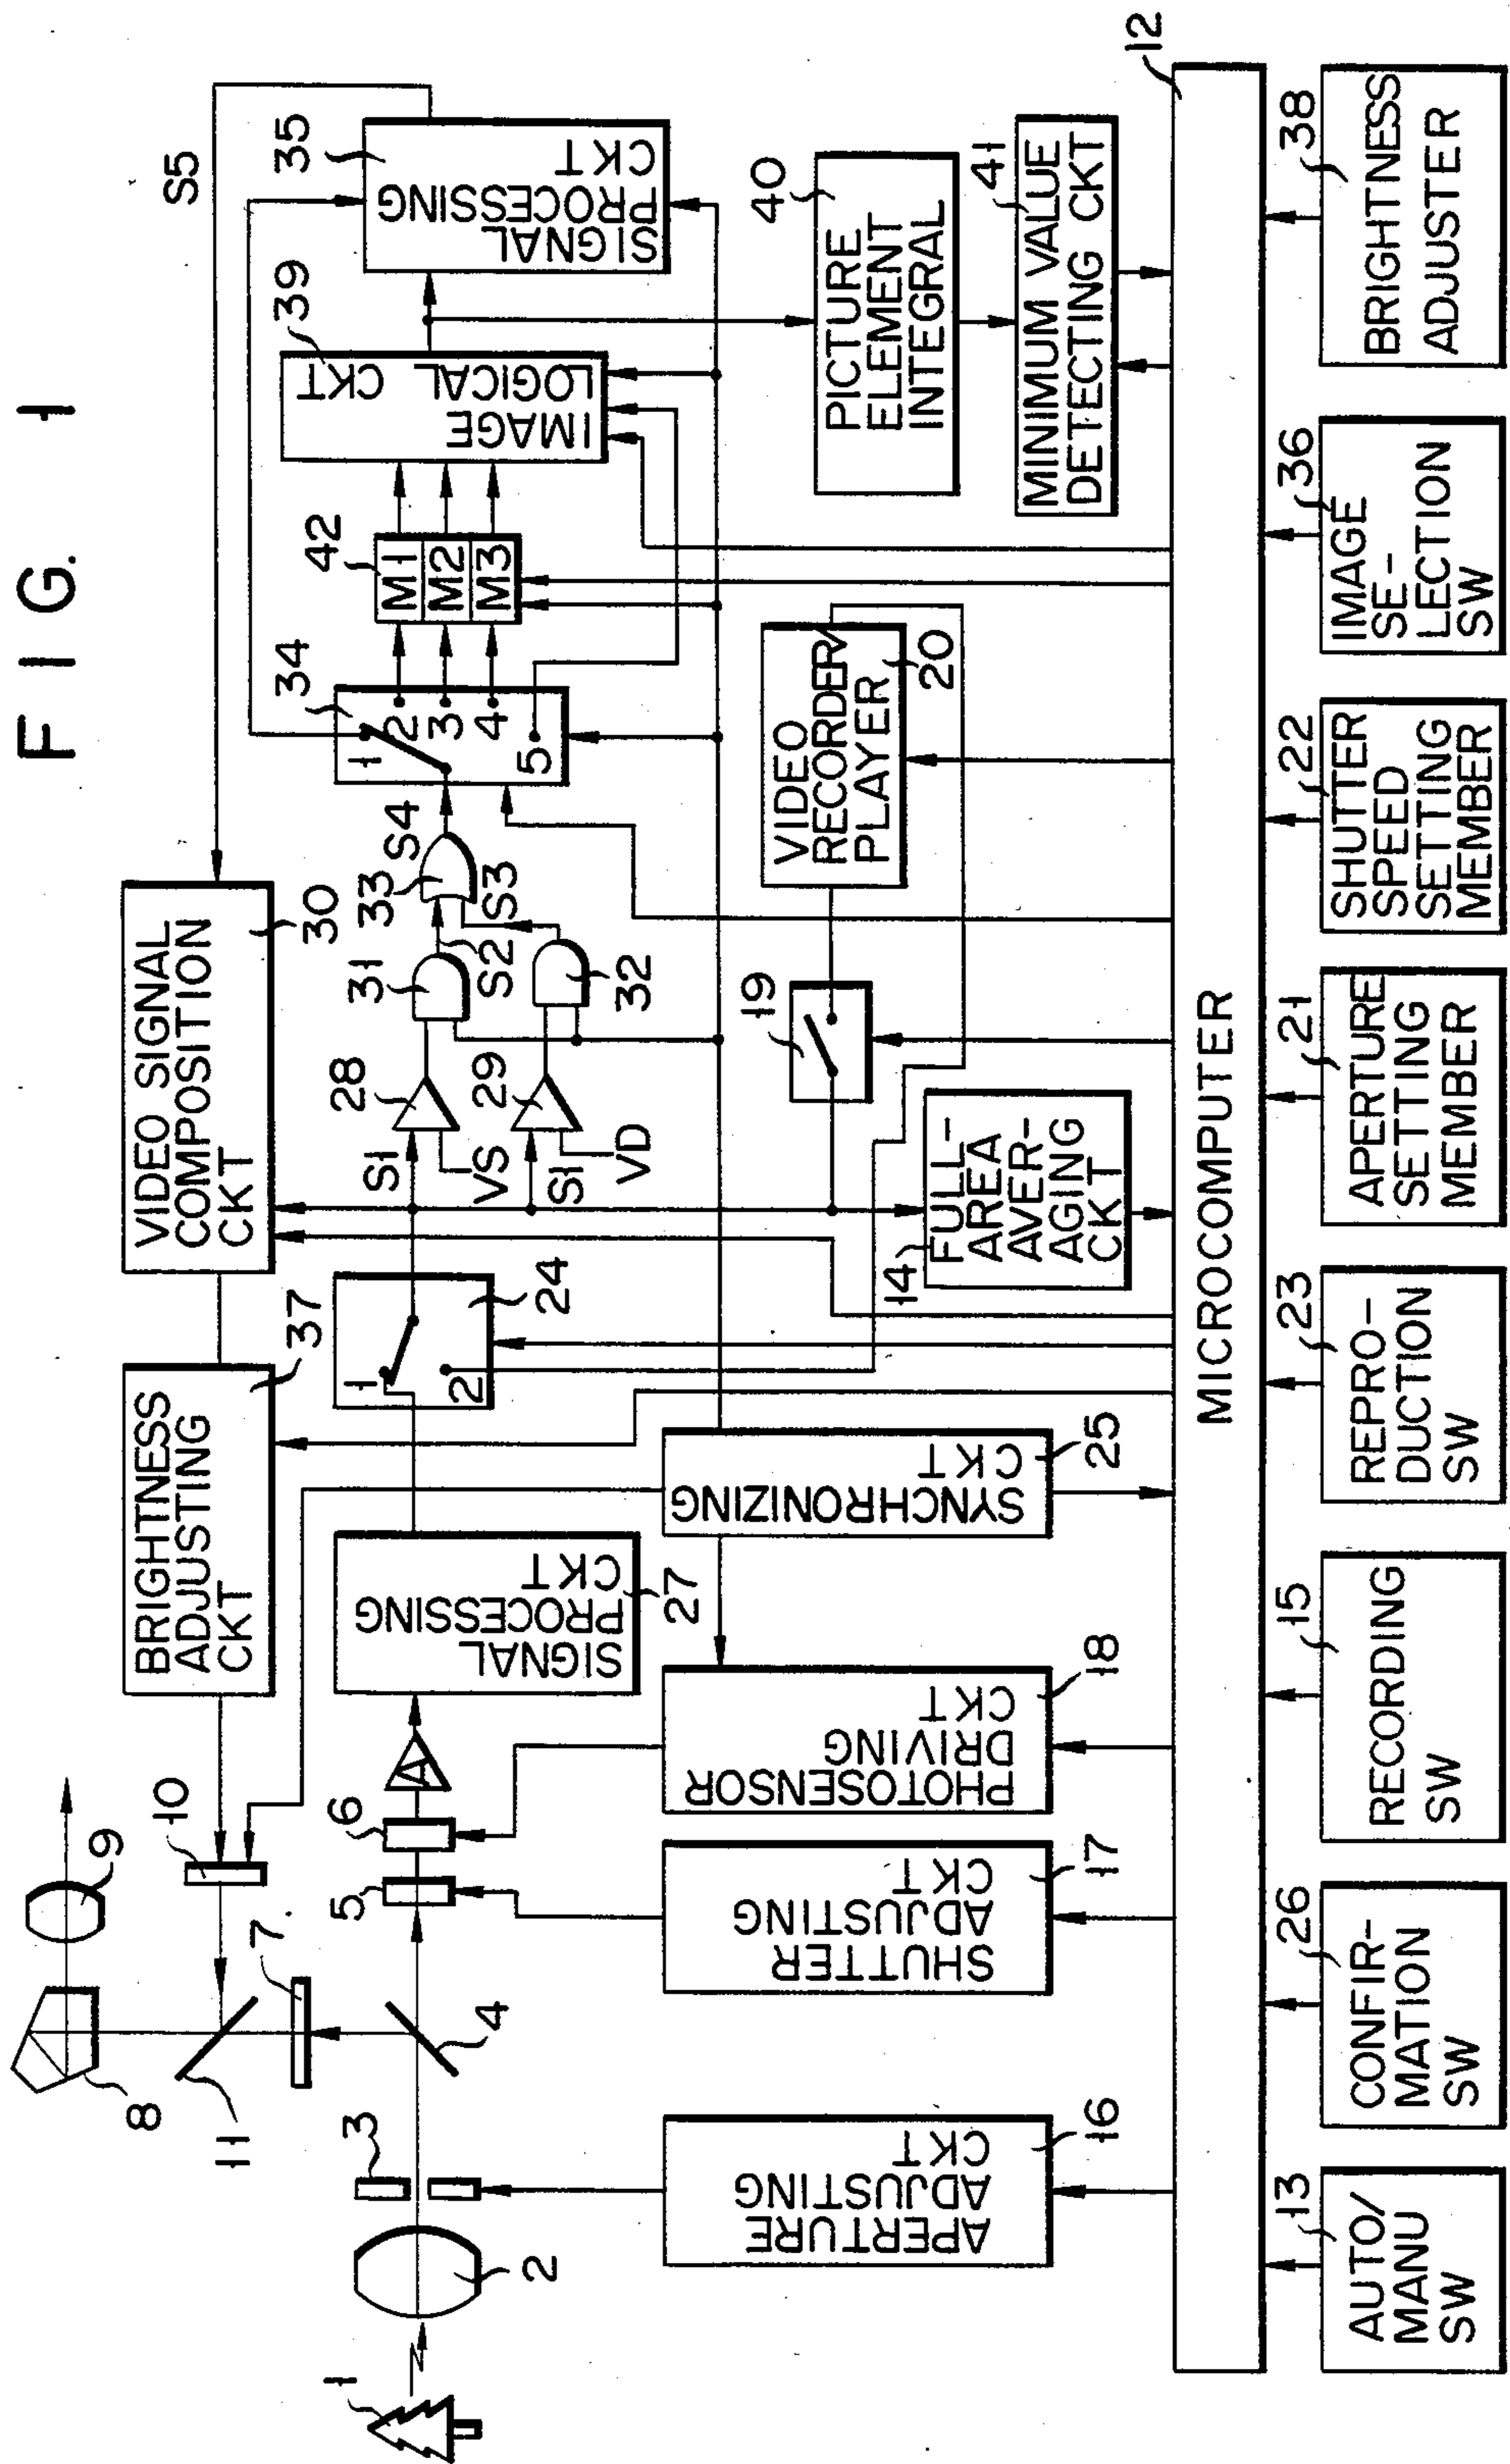 FIG. 1
VIDEO SIGNAL
COMPOSITION
CKT
30
S5
BRIGHTNESS
ADJUSTING
CKT
37
9
10
8
11
7
1
2
3
4
5
6
A
SIGNAL
PROCESSING
CKT
27
1
2
24
S1
VS
28
S1
VD
29
31
S2
32
S3
33
S4
34
1
2
3
4
5
42
M1
M2
M3
IMAGE
LOGICAL
CKT
39
SIGNAL
PROCESSING
CKT
35
APERTURE
ADJUSTING
CKT
16
SHUTTER
ADJUSTING
CKT
17
PHOTOSENSOR
DRIVING
CKT
18
SYNCHRONIZING
CKT
25
14
FULL-
AREA
AVER-
AGING
CKT
19
VIDEO
RECORDER/
PLAYER
20
PICTURE
ELEMENT
INTEGRAL
40
MINIMUM VALUE
DETECTING CKT
41
MICROCOMPUTER
12
13
AUTO/
MANU
SW
26
CONFIR-
MATION
SW
15
RECORDING
SW
23
REPRO-
DUCTION
SW
21
APERTURE
SETTING
MEMBER
22
SHUTTER
SPEED
SETTING
MEMBER
36
IMAGE
SE-
LECTION
SW
38
BRIGHTNESS
ADJUSTER